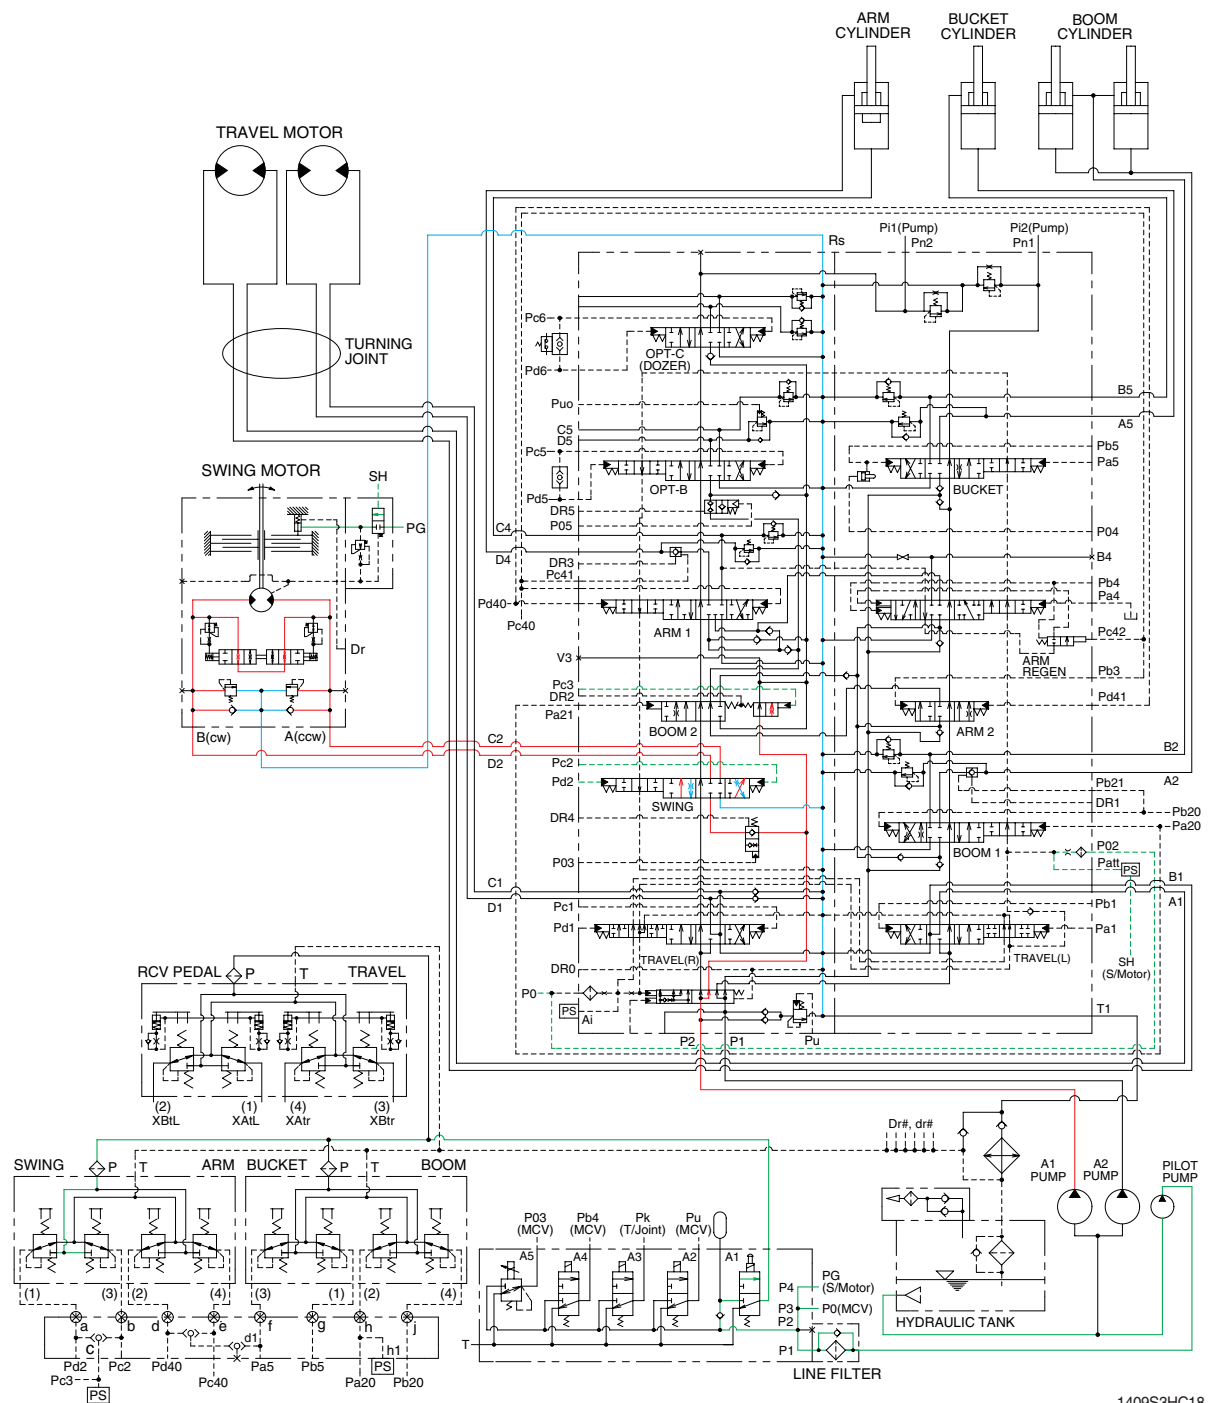 ARM
CYLINDER
BUCKET
CYLINDER
BOOM
CYLINDER
TRAVEL MOTOR
TURNING
JOINT
SWING MOTOR
SH
PG
Dr
B(cw)
A(ccw)
Rs
Pi1(Pump)
Pn2
Pi2(Pump)
Pn1
Pc6
Pd6
OPT-C
(DOZER)
Puo
C5
D5
Pc5
Pd5
OPT-B
DR5
P05
C4
D4
DR3
Pc41
Pd40
Pc40
ARM 1
V3
Pc3
DR2
Pa21
BOOM 2
C2
D2
Pc2
Pd2
SWING
DR4
P03
C1
D1
Pc1
Pd1
TRAVEL(R)
DR0
P0
PS
Ai
P2
P1
Pu
B5
A5
Pb5
Pa5
BUCKET
P04
B4
Pb4
Pa4
Pc42
ARM
REGEN
Pb3
Pd41
ARM 2
B2
A2
Pb21
DR1
Pb20
Pa20
BOOM 1
P02
Patt
PS
B1
A1
Pb1
Pa1
TRAVEL(L)
SH
(S/Motor)
T1
RCV PEDAL
P
T
TRAVEL
(2)
XBtL
(1)
XAtL
(4)
XAtr
(3)
XBtr
SWING
P
T
ARM
BUCKET
P
T
BOOM
(1)
(3)
(2)
(4)
(3)
(1)
(2)
(4)
a
b
d
e
f
g
h
j
c
d1
h1
Pd2
Pc2
Pd40
Pa5
Pb5
PS
Pc3
Pc40
Pa20
Pb20
PS
P03
(MCV)
Pb4
(MCV)
Pk
(T/Joint)
Pu
(MCV)
A5
A4
A3
A2
A1
T
P4
PG
(S/Motor)
P3
P0(MCV)
P2
P1
LINE FILTER
Dr#, dr#
A1
PUMP
A2
PUMP
PILOT
PUMP
HYDRAULIC TANK
1409S3HC18